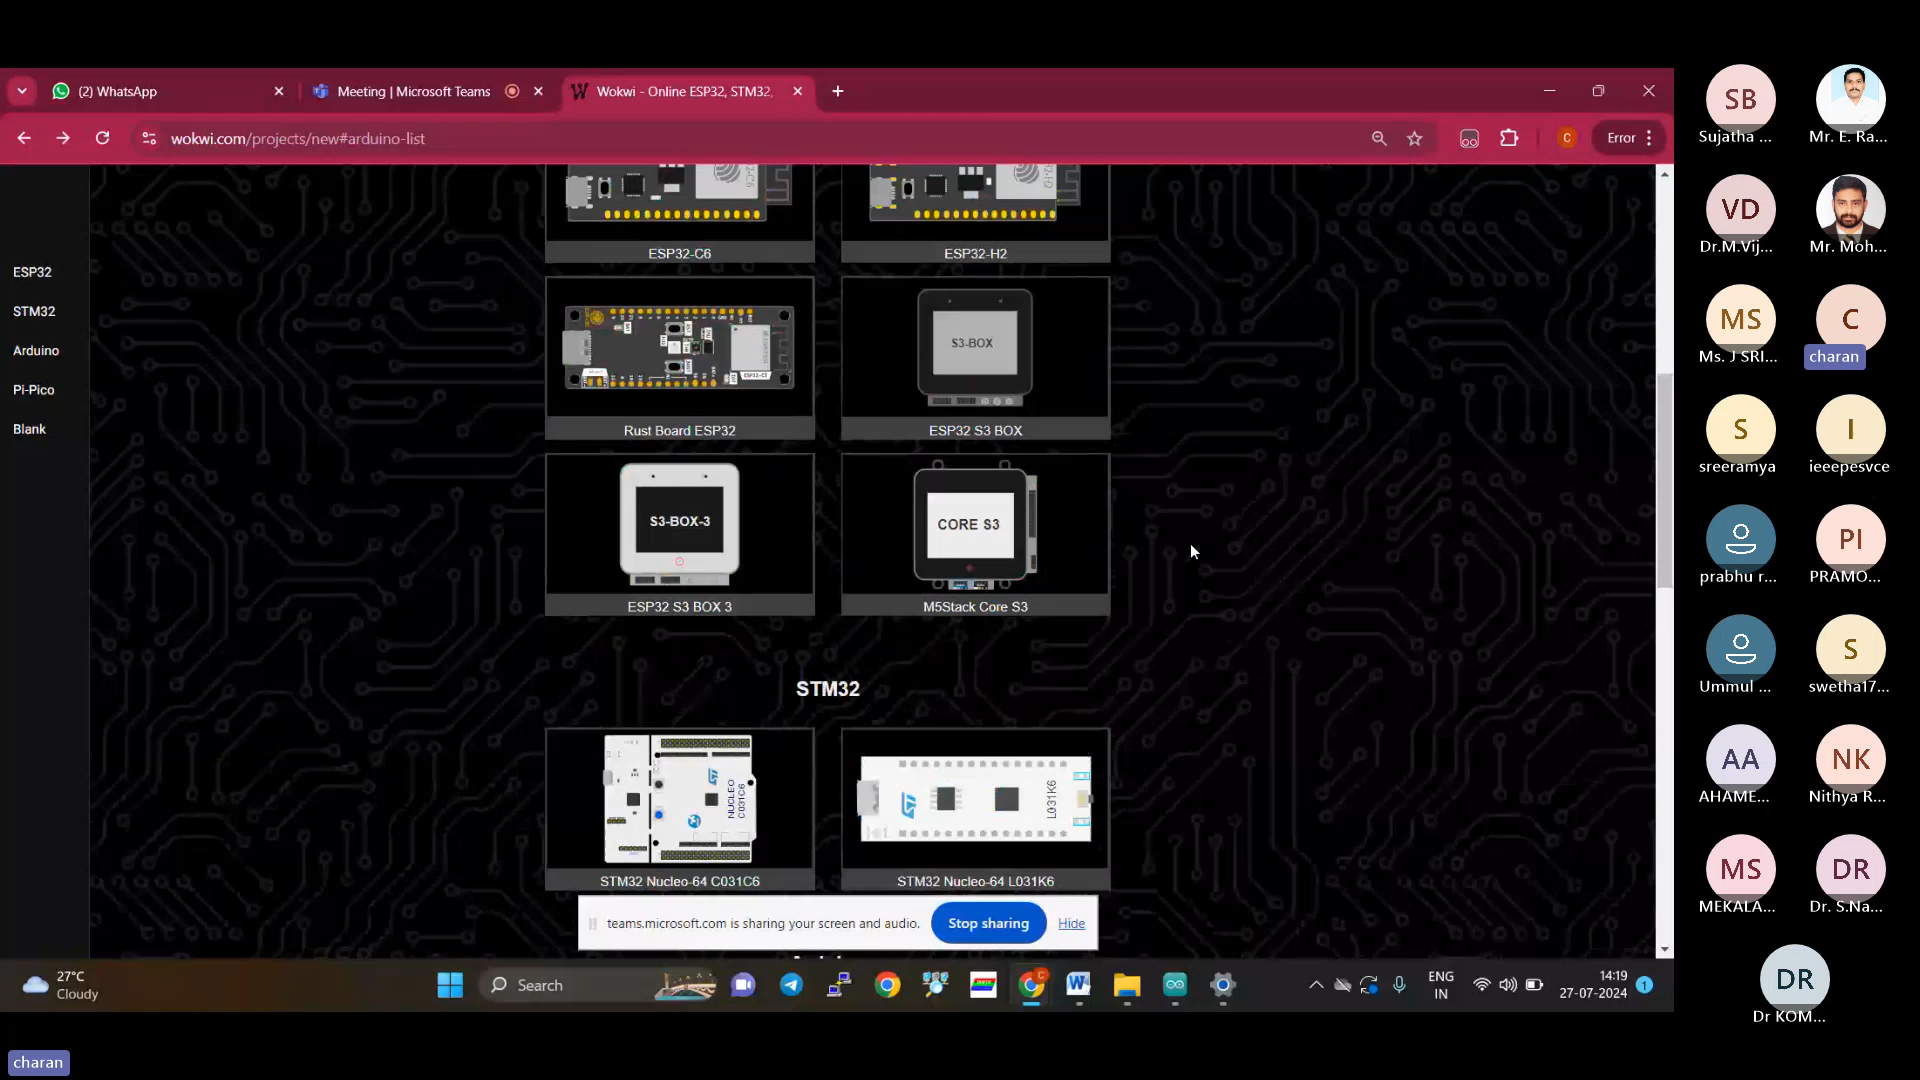 (2) WhatsApp
Meeting | Microsoft Teams
Wokwi - Online ESP32, STM32,
wokwi.com/projects/new#arduino-list
Error
ESP32
STM32
Arduino
Pi-Pico
Blank
ESP32-C6
ESP32-H2
Rust Board ESP32
S3-BOX
ESP32 S3 BOX
S3-BOX-3
ESP32 S3 BOX 3
CORE S3
M5Stack Core S3
STM32
NUCLEO
C031C6
STM32 Nucleo-64 C031C6
L031K6
STM32 Nucleo-64 L031K6
teams.microsoft.com is sharing your screen and audio.
Stop sharing
Hide
27°C
Cloudy
Search
ENG
IN
14:19
27-07-2024
1
charan
SB
Sujatha ...
Mr. E. Ra...
VD
Dr.M.Vij...
Mr. Moh...
MS
Ms. J SRI...
C
charan
S
sreeramya
I
ieeepesvce
prabhu r...
PI
PRAMO...
Ummul ...
S
swetha17...
AA
AHAME...
NK
Nithya R...
MS
MEKALA...
DR
Dr. S.Na...
DR
Dr KOM...